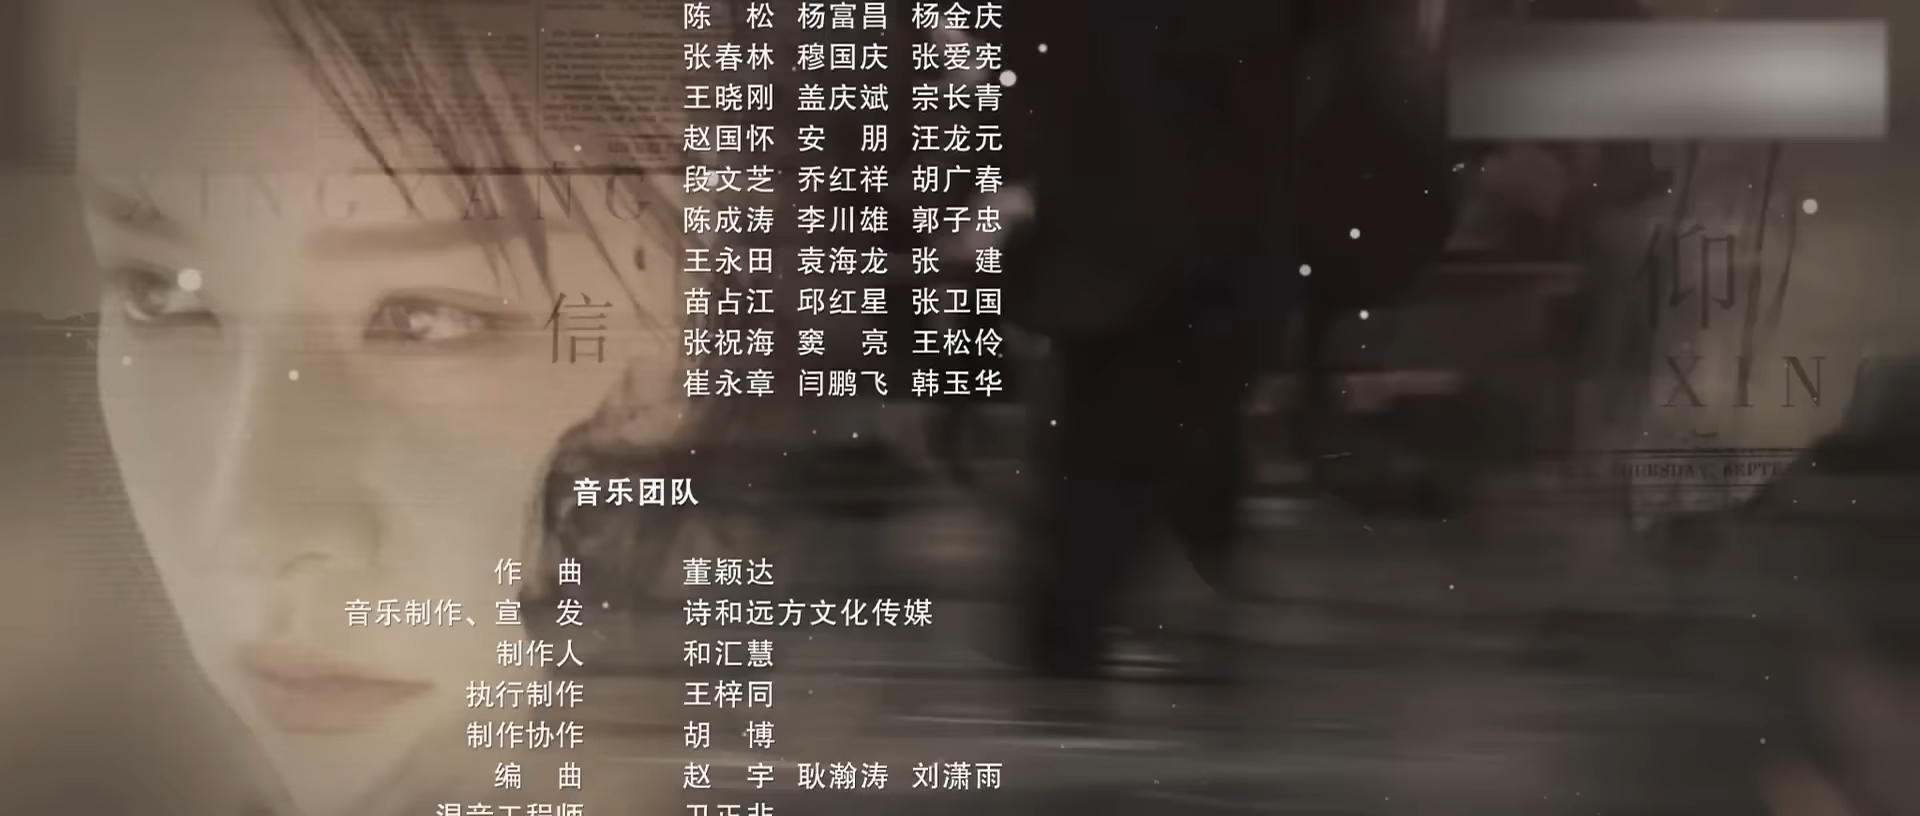 陈　松 杨富昌 杨金庆
张春林 穆国庆 张爱宪
王晓刚 盖庆斌 宗长青
赵国怀 安　朋 汪龙元
段文芝 乔红祥 胡广春
XINGYANG
陈成涛 李川雄 郭子忠
王永田 袁海龙 张　建
仰
苗占江 邱红星 张卫国
信
张祝海 窦　亮 王松伶
崔永章 闫鹏飞 韩玉华
XIN
音乐团队
作　曲 董颖达
音乐制作、宣　发 诗和远方文化传媒
制作人 和汇慧
执行制作 王梓同
制作协作 胡　博
编　曲 赵　宇 耿瀚涛 刘潇雨